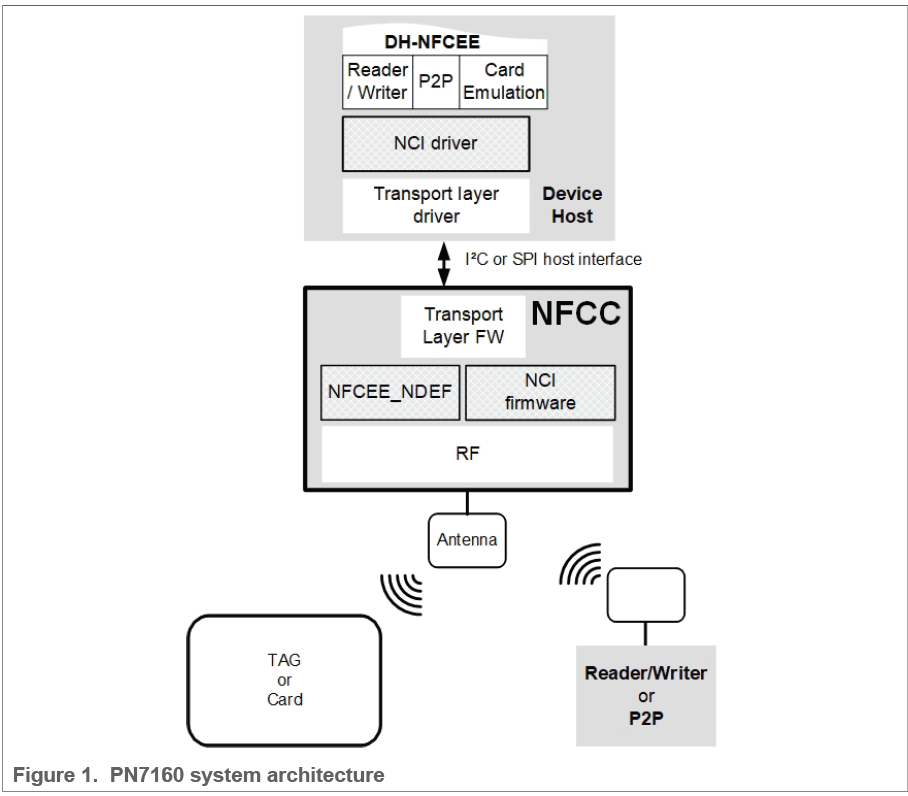 DH-NFCEE
Reader
/ Writer
P2P
Card
Emulation
NCI driver
Transport layer
driver
Device
Host
I²C or SPI host interface
NFCC
Transport
Layer FW
NFCEE_NDEF
NCI
firmware
RF
Antenna
TAG
or
Card
Reader/Writer
or
P2P
Figure 1. PN7160 system architecture